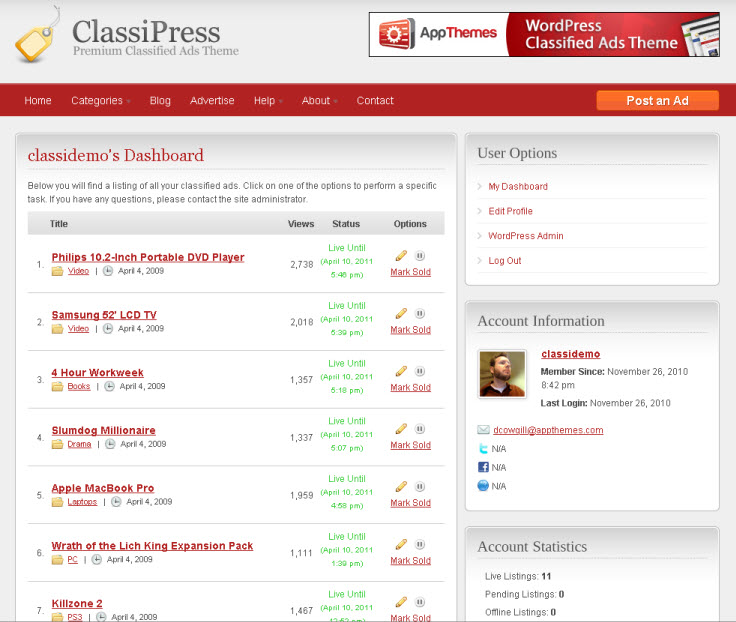 ClassiPress
Premium Classified Ads Theme
AppThemes
WordPress
Classified Ads Theme
Home Categories Blog Advertise Help About Contact Post an Ad
classidemo's Dashboard
Below you will find a listing of all your classified ads. Click on one of the options to perform a specific
task. If you have any questions, please contact the site administrator.
Title Views Status Options
1. Philips 10.2-Inch Portable DVD Player
Video | April 4, 2009
2,738
Live Until
(April 10, 2011
5:46 pm)
Mark Sold
2. Samsung 52' LCD TV
Video | April 4, 2009
2,018
Live Until
(April 10, 2011
5:39 pm)
Mark Sold
3. 4 Hour Workweek
Books | April 4, 2009
1,357
Live Until
(April 10, 2011
5:18 pm)
Mark Sold
4. Slumdog Millionaire
Drama | April 4, 2009
1,337
Live Until
(April 10, 2011
5:07 pm)
Mark Sold
5. Apple MacBook Pro
Laptops | April 4, 2009
1,959
Live Until
(April 10, 2011
4:58 pm)
Mark Sold
6. Wrath of the Lich King Expansion Pack
PC | April 4, 2009
1,111
Live Until
(April 10, 2011
1:39 pm)
Mark Sold
7. Killzone 2
PS3 | April 4, 2009
1,467
Live Until
(April 10, 2011
Mark Sold
User Options
My Dashboard
Edit Profile
WordPress Admin
Log Out
Account Information
classidemo
Member Since: November 26, 2010
8:42 pm
Last Login: November 26, 2010
dcowgill@appthemes.com
N/A
N/A
N/A
Account Statistics
Live Listings: 11
Pending Listings: 0
Offline Listings: 0